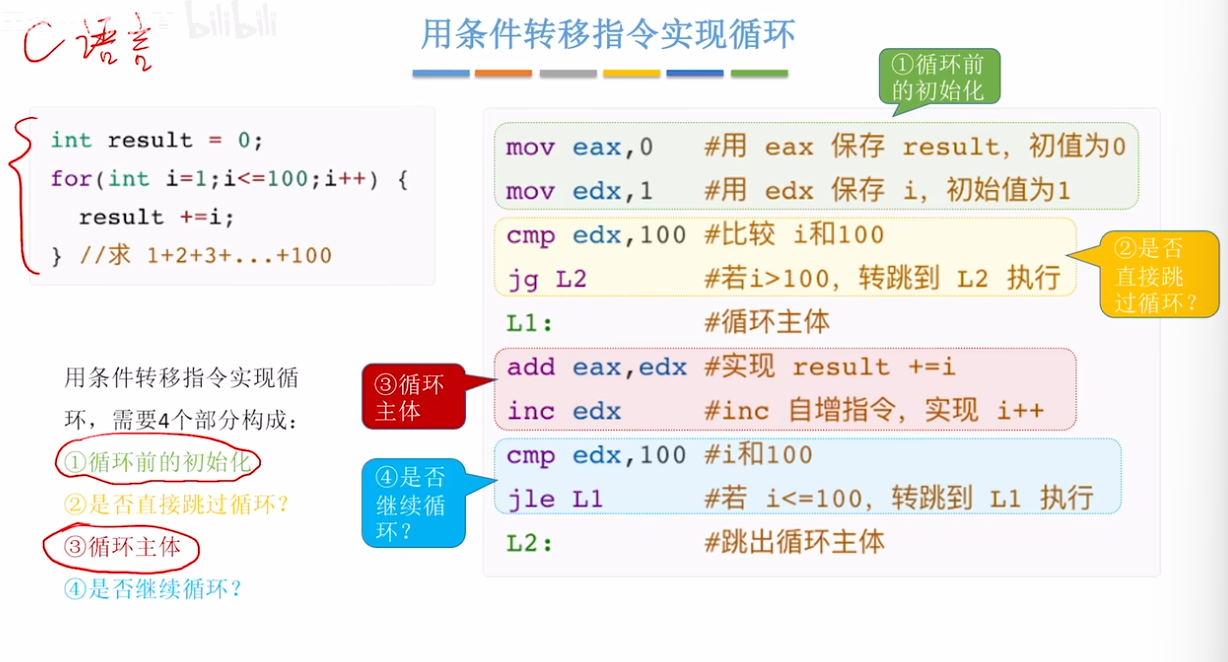 bilibili
C语言
用条件转移指令实现循环
int result = 0;
for(int i=1;i<=100;i++) {
result +=i;
} //求 1+2+3+...+100
用条件转移指令实现循
环，需要4个部分构成：
①循环前的初始化
②是否直接跳过循环？
③循环主体
④是否继续循环？
①循环前
的初始化
mov eax,0 #用 eax 保存 result，初值为0
mov edx,1 #用 edx 保存 i，初始值为1
cmp edx,100 #比较 i和100
jg L2 #若i>100，转跳到 L2 执行
②是否
直接跳
过循环？
L1: #循环主体
③循环
主体
add eax,edx #实现 result +=i
inc edx #inc 自增指令，实现 i++
④是否
继续循
环？
cmp edx,100 #i和100
jle L1 #若 i<=100，转跳到 L1 执行
L2: #跳出循环主体